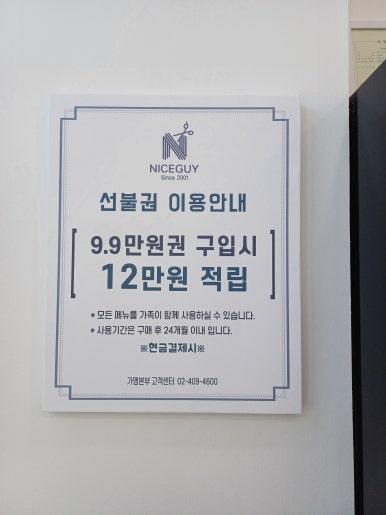 NICEGUY
Since 2001
선불권 이용안내
9.9만원권 구입시
12만원 적립
* 모든 메뉴를 가족이 함께 사용하실 수 있습니다.
* 사용기간은 구매 후 24개월 이내 입니다.
※현금결제시※
가맹본부 고객센터 02-409-4600